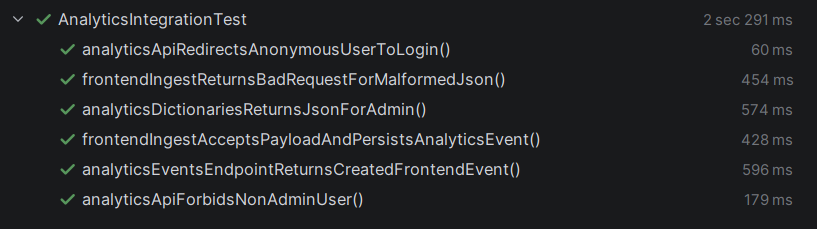 AnalyticsIntegrationTest 2 sec 291 ms
analyticsApiRedirectsAnonymousUserToLogin() 60 ms
frontendIngestReturnsBadRequestForMalformedJson() 454 ms
analyticsDictionariesReturnsJsonForAdmin() 574 ms
frontendIngestAcceptsPayloadAndPersistsAnalyticsEvent() 428 ms
analyticsEventsEndpointReturnsCreatedFrontendEvent() 596 ms
analyticsApiForbidsNonAdminUser() 179 ms